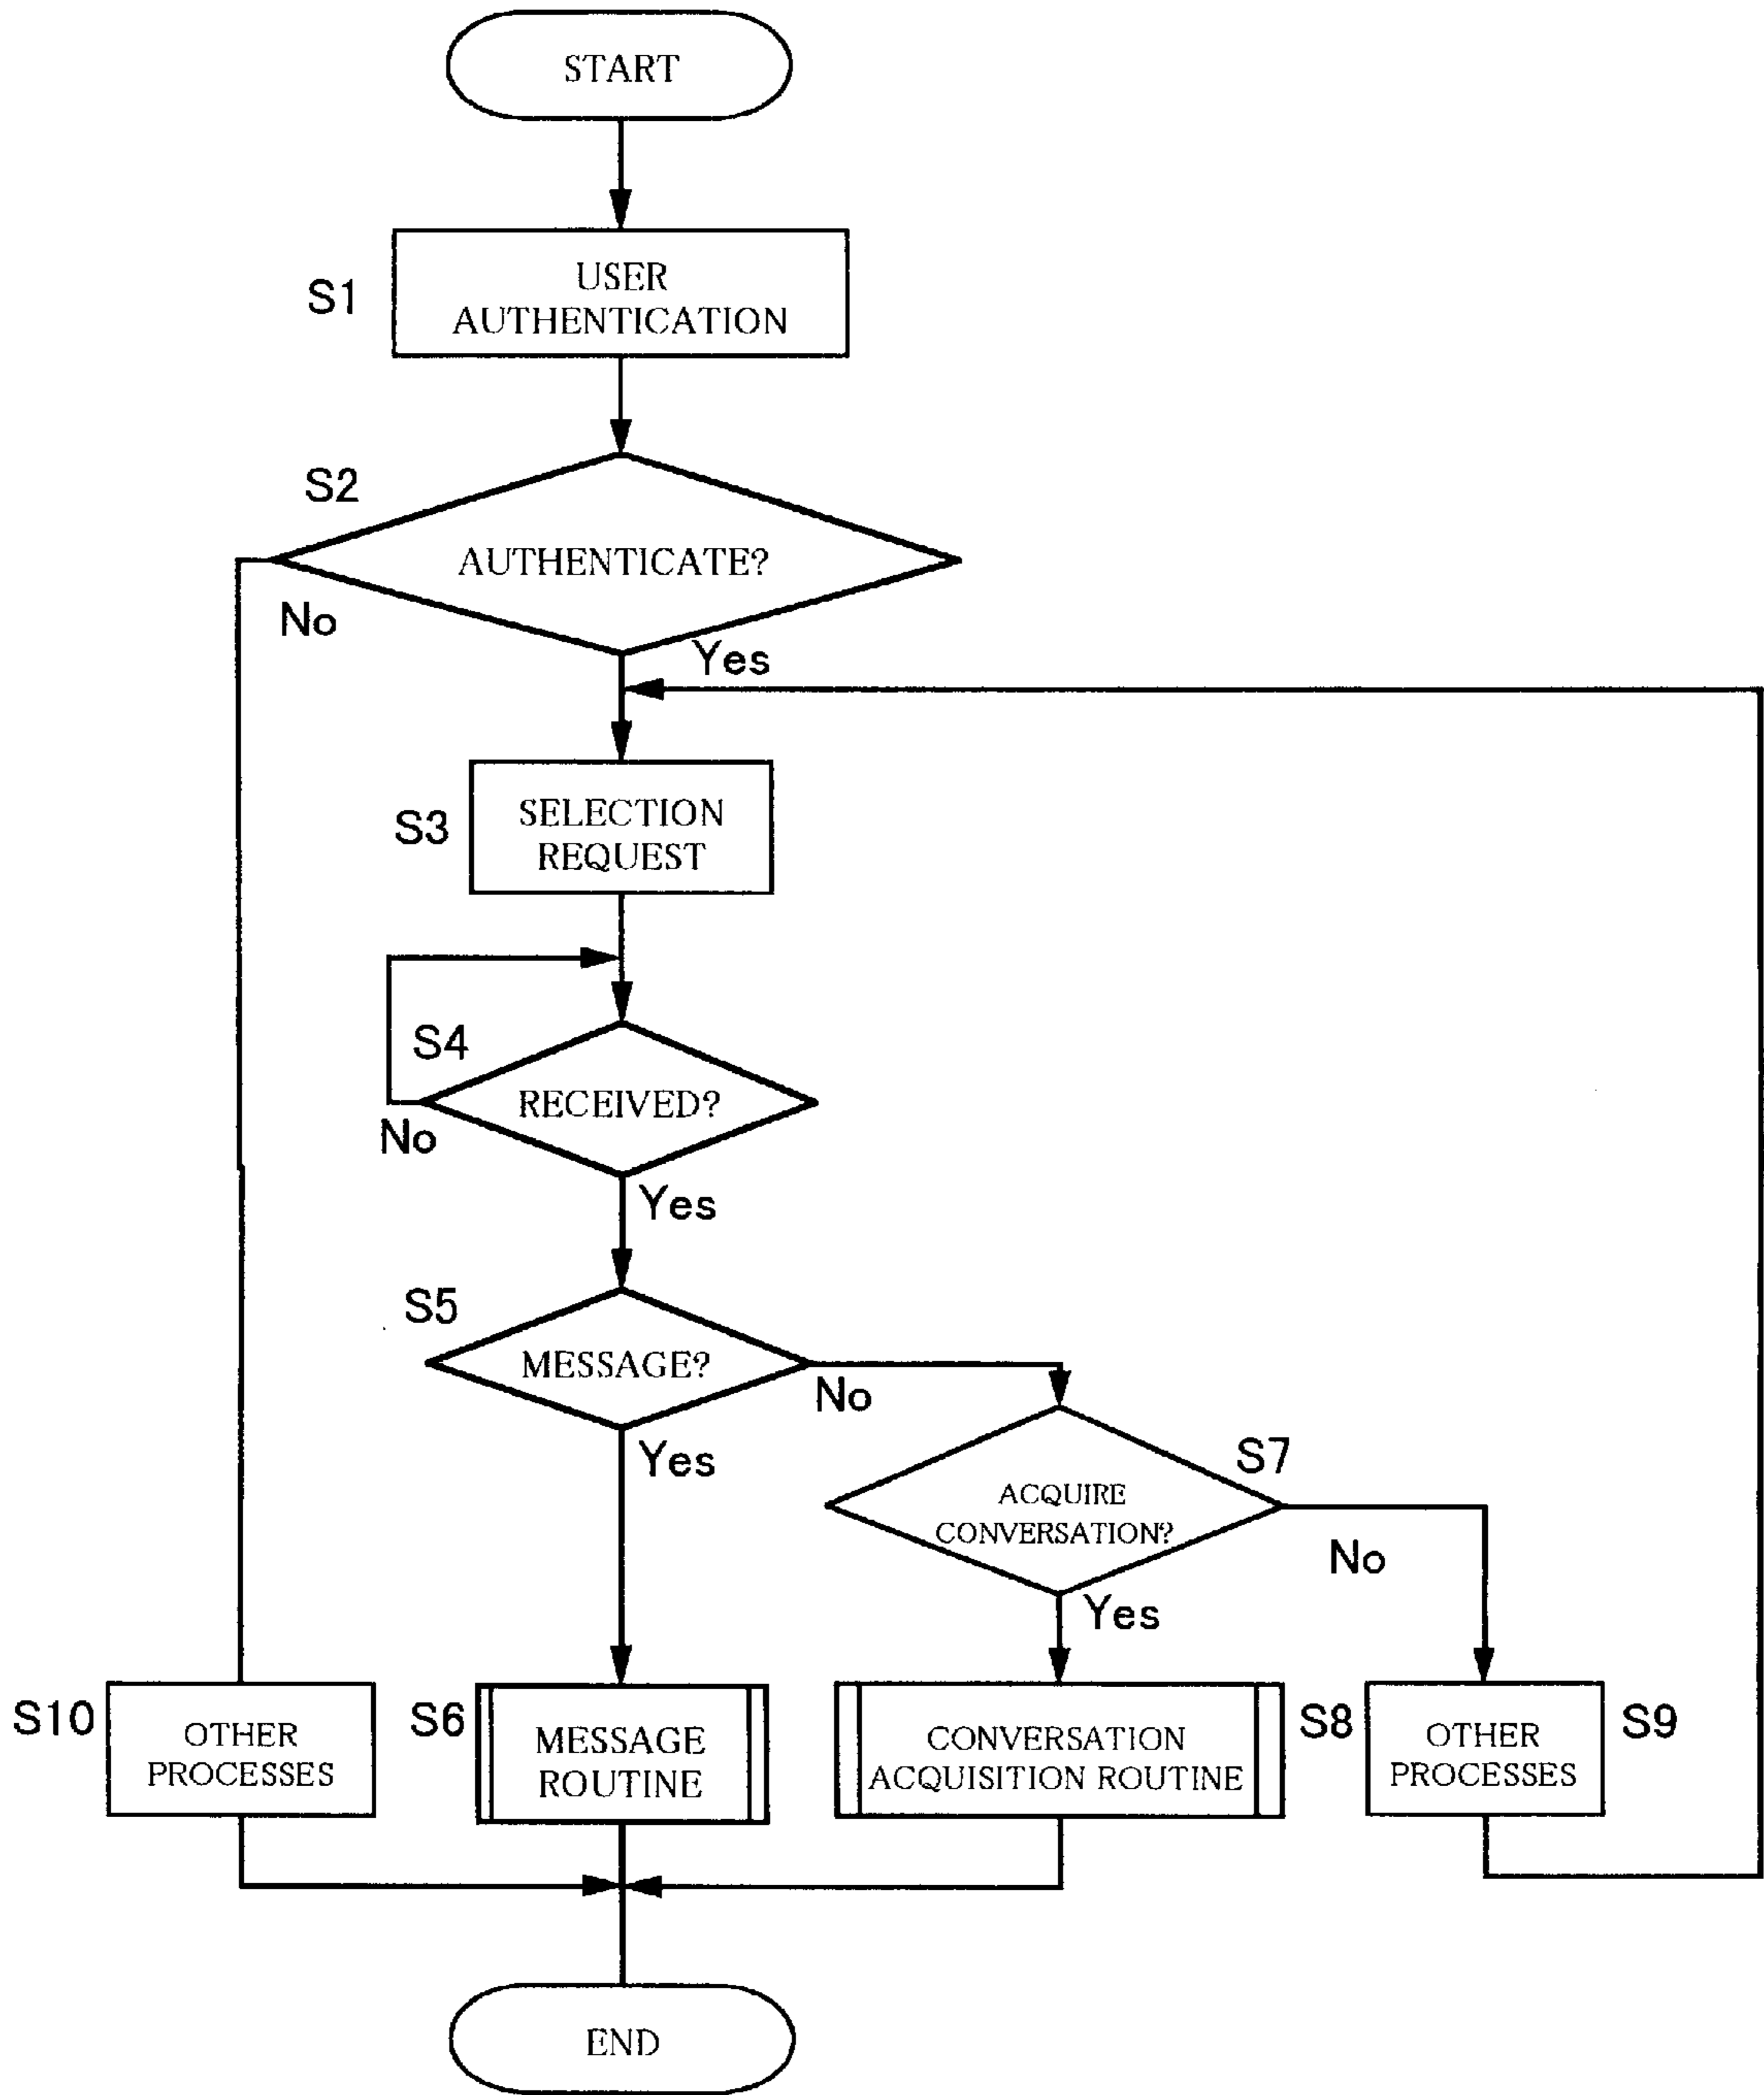 START
S1
USER
AUTHENTICATION
S2
AUTHENTICATE?
No
Yes
S3
SELECTION
REQUEST
S4
RECEIVED?
No
Yes
S5
MESSAGE?
No
Yes
S7
ACQUIRE
CONVERSATION?
No
Yes
S10
OTHER
PROCESSES
S6
MESSAGE
ROUTINE
CONVERSATION
ACQUISITION ROUTINE
S8
OTHER
PROCESSES
S9
END